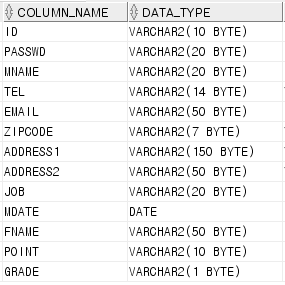 COLUMN_NAME DATA_TYPE
ID VARCHAR2(10 BYTE)
PASSWD VARCHAR2(20 BYTE)
MNAME VARCHAR2(20 BYTE)
TEL VARCHAR2(14 BYTE)
EMAIL VARCHAR2(50 BYTE)
ZIPCODE VARCHAR2(7 BYTE)
ADDRESS1 VARCHAR2(150 BYTE)
ADDRESS2 VARCHAR2(50 BYTE)
JOB VARCHAR2(20 BYTE)
MDATE DATE
FNAME VARCHAR2(50 BYTE)
POINT VARCHAR2(10 BYTE)
GRADE VARCHAR2(1 BYTE)